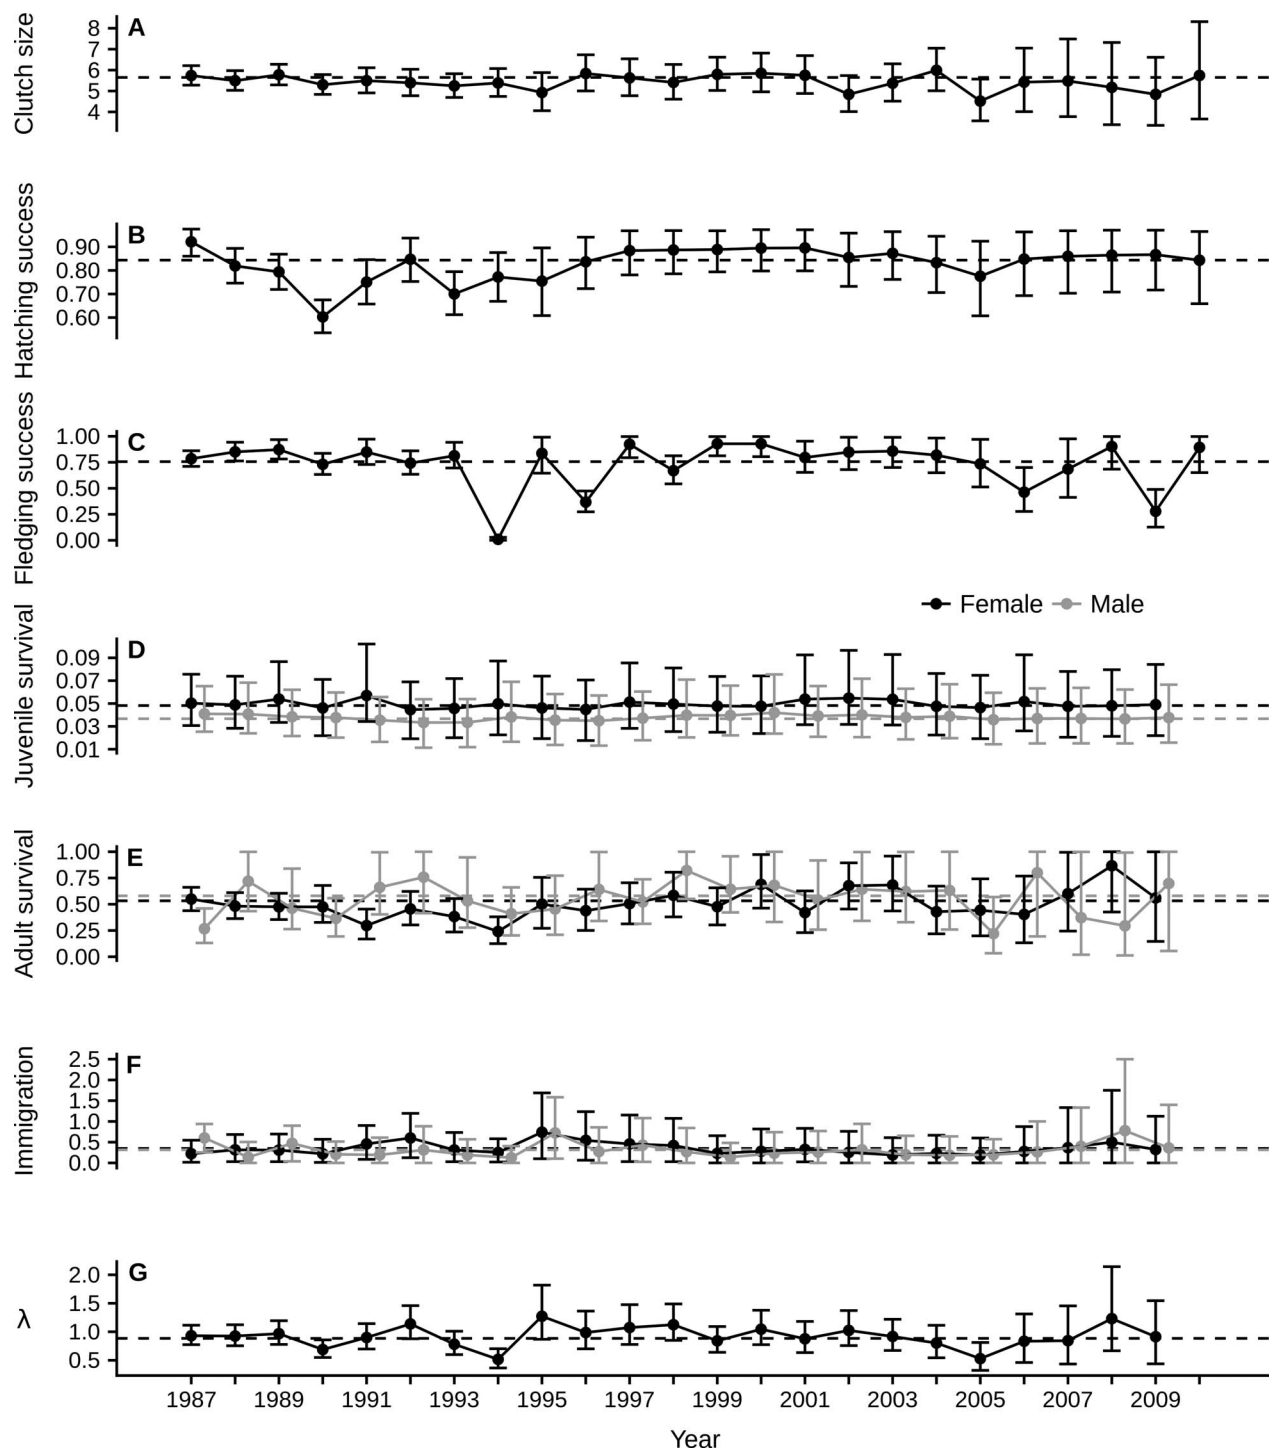 Clutch size
A
8
7
6
5
4
Hatching success
B
0.90
0.80
0.70
0.60
Fledging success
C
1.00
0.75
0.50
0.25
0.00
Female Male
Juvenile survival
D
0.09
0.07
0.05
0.03
0.01
Adult survival
E
1.00
0.75
0.50
0.25
0.00
Immigration
F
2.5
2.0
1.5
1.0
0.5
0.0
λ
G
2.0
1.5
1.0
0.5
1987 1989 1991 1993 1995 1997 1999 2001 2003 2005 2007 2009
Year